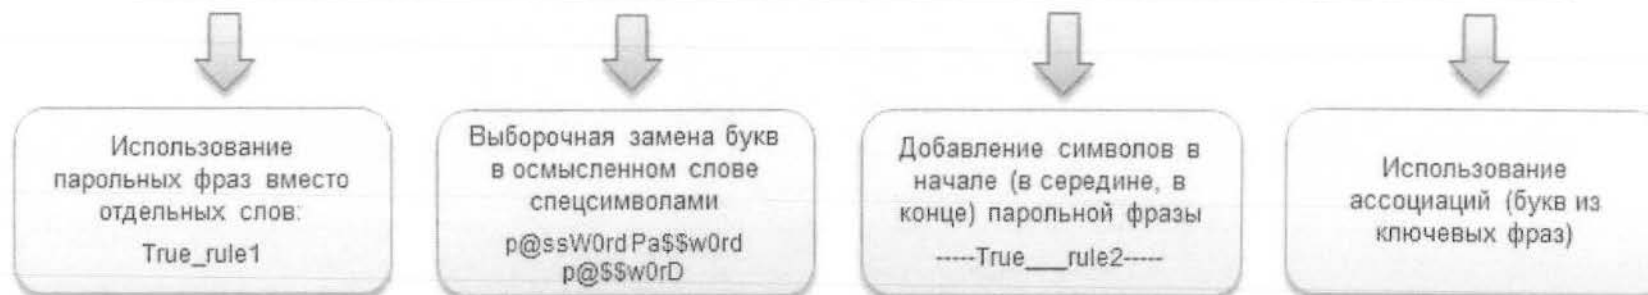 Использование
парольных фраз вместо
отдельных слов:
True_rule1
Выборочная замена букв
в осмысленном слове
спецсимволами
p@ssW0rd Pa$$w0rd
p@$$w0rD
Добавление символов в
начале (в середине, в
конце) парольной фразы
-----True___rule2-----
Использование
ассоциаций (букв из
ключевых фраз)